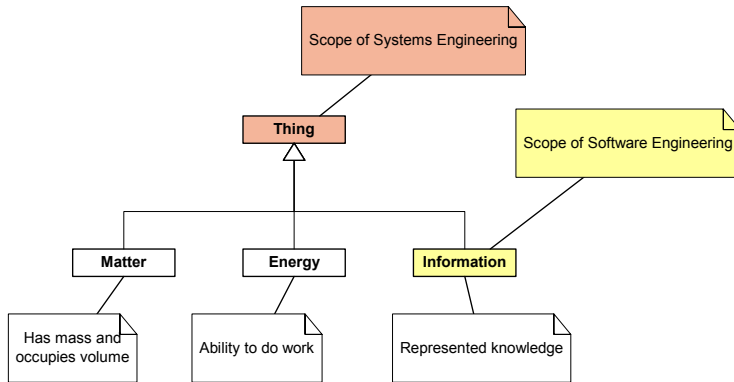 Scope of Systems Engineering
Thing
Scope of Software Engineering
Matter
Energy
Information
Has mass and
occupies volume
Ability to do work
Represented knowledge